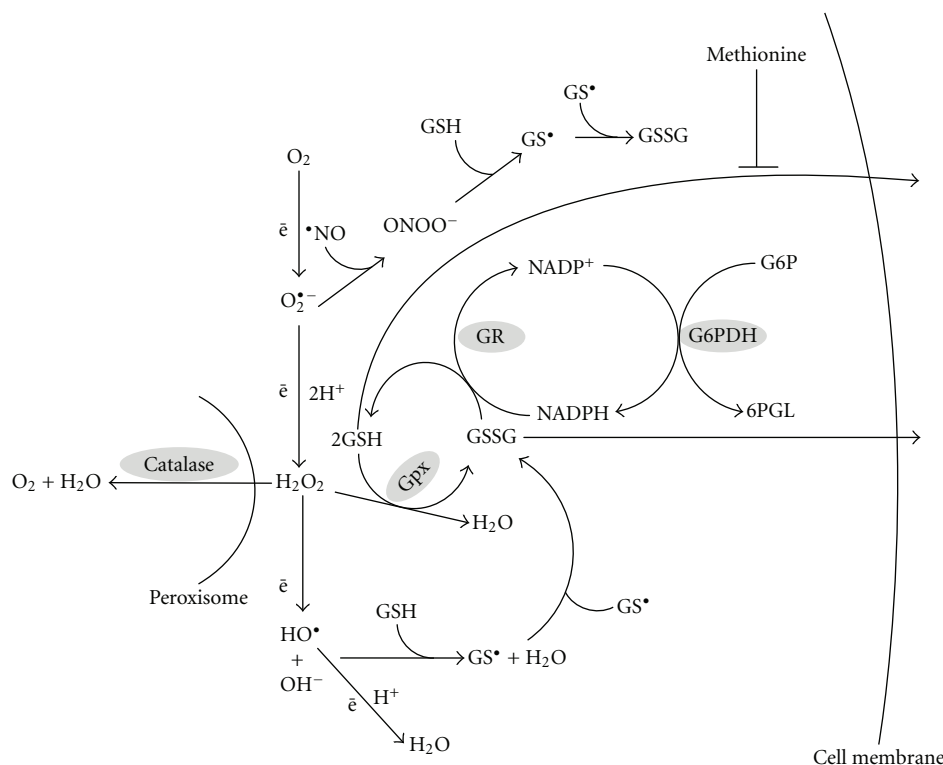 Methionine
GS•
GSH
GS•
GSSG
O₂
ē
•NO
ONOO⁻
NADP⁺
G6P
O₂•⁻
GR
G6PDH
ē
2H⁺
NADPH
6PGL
2GSH
GSSG
Catalase
Gpx
O₂ + H₂O
H₂O₂
H₂O
ē
Peroxisome
GSH
GS•
HO•
+
OH⁻
GS• + H₂O
ē
H⁺
H₂O
Cell membrane